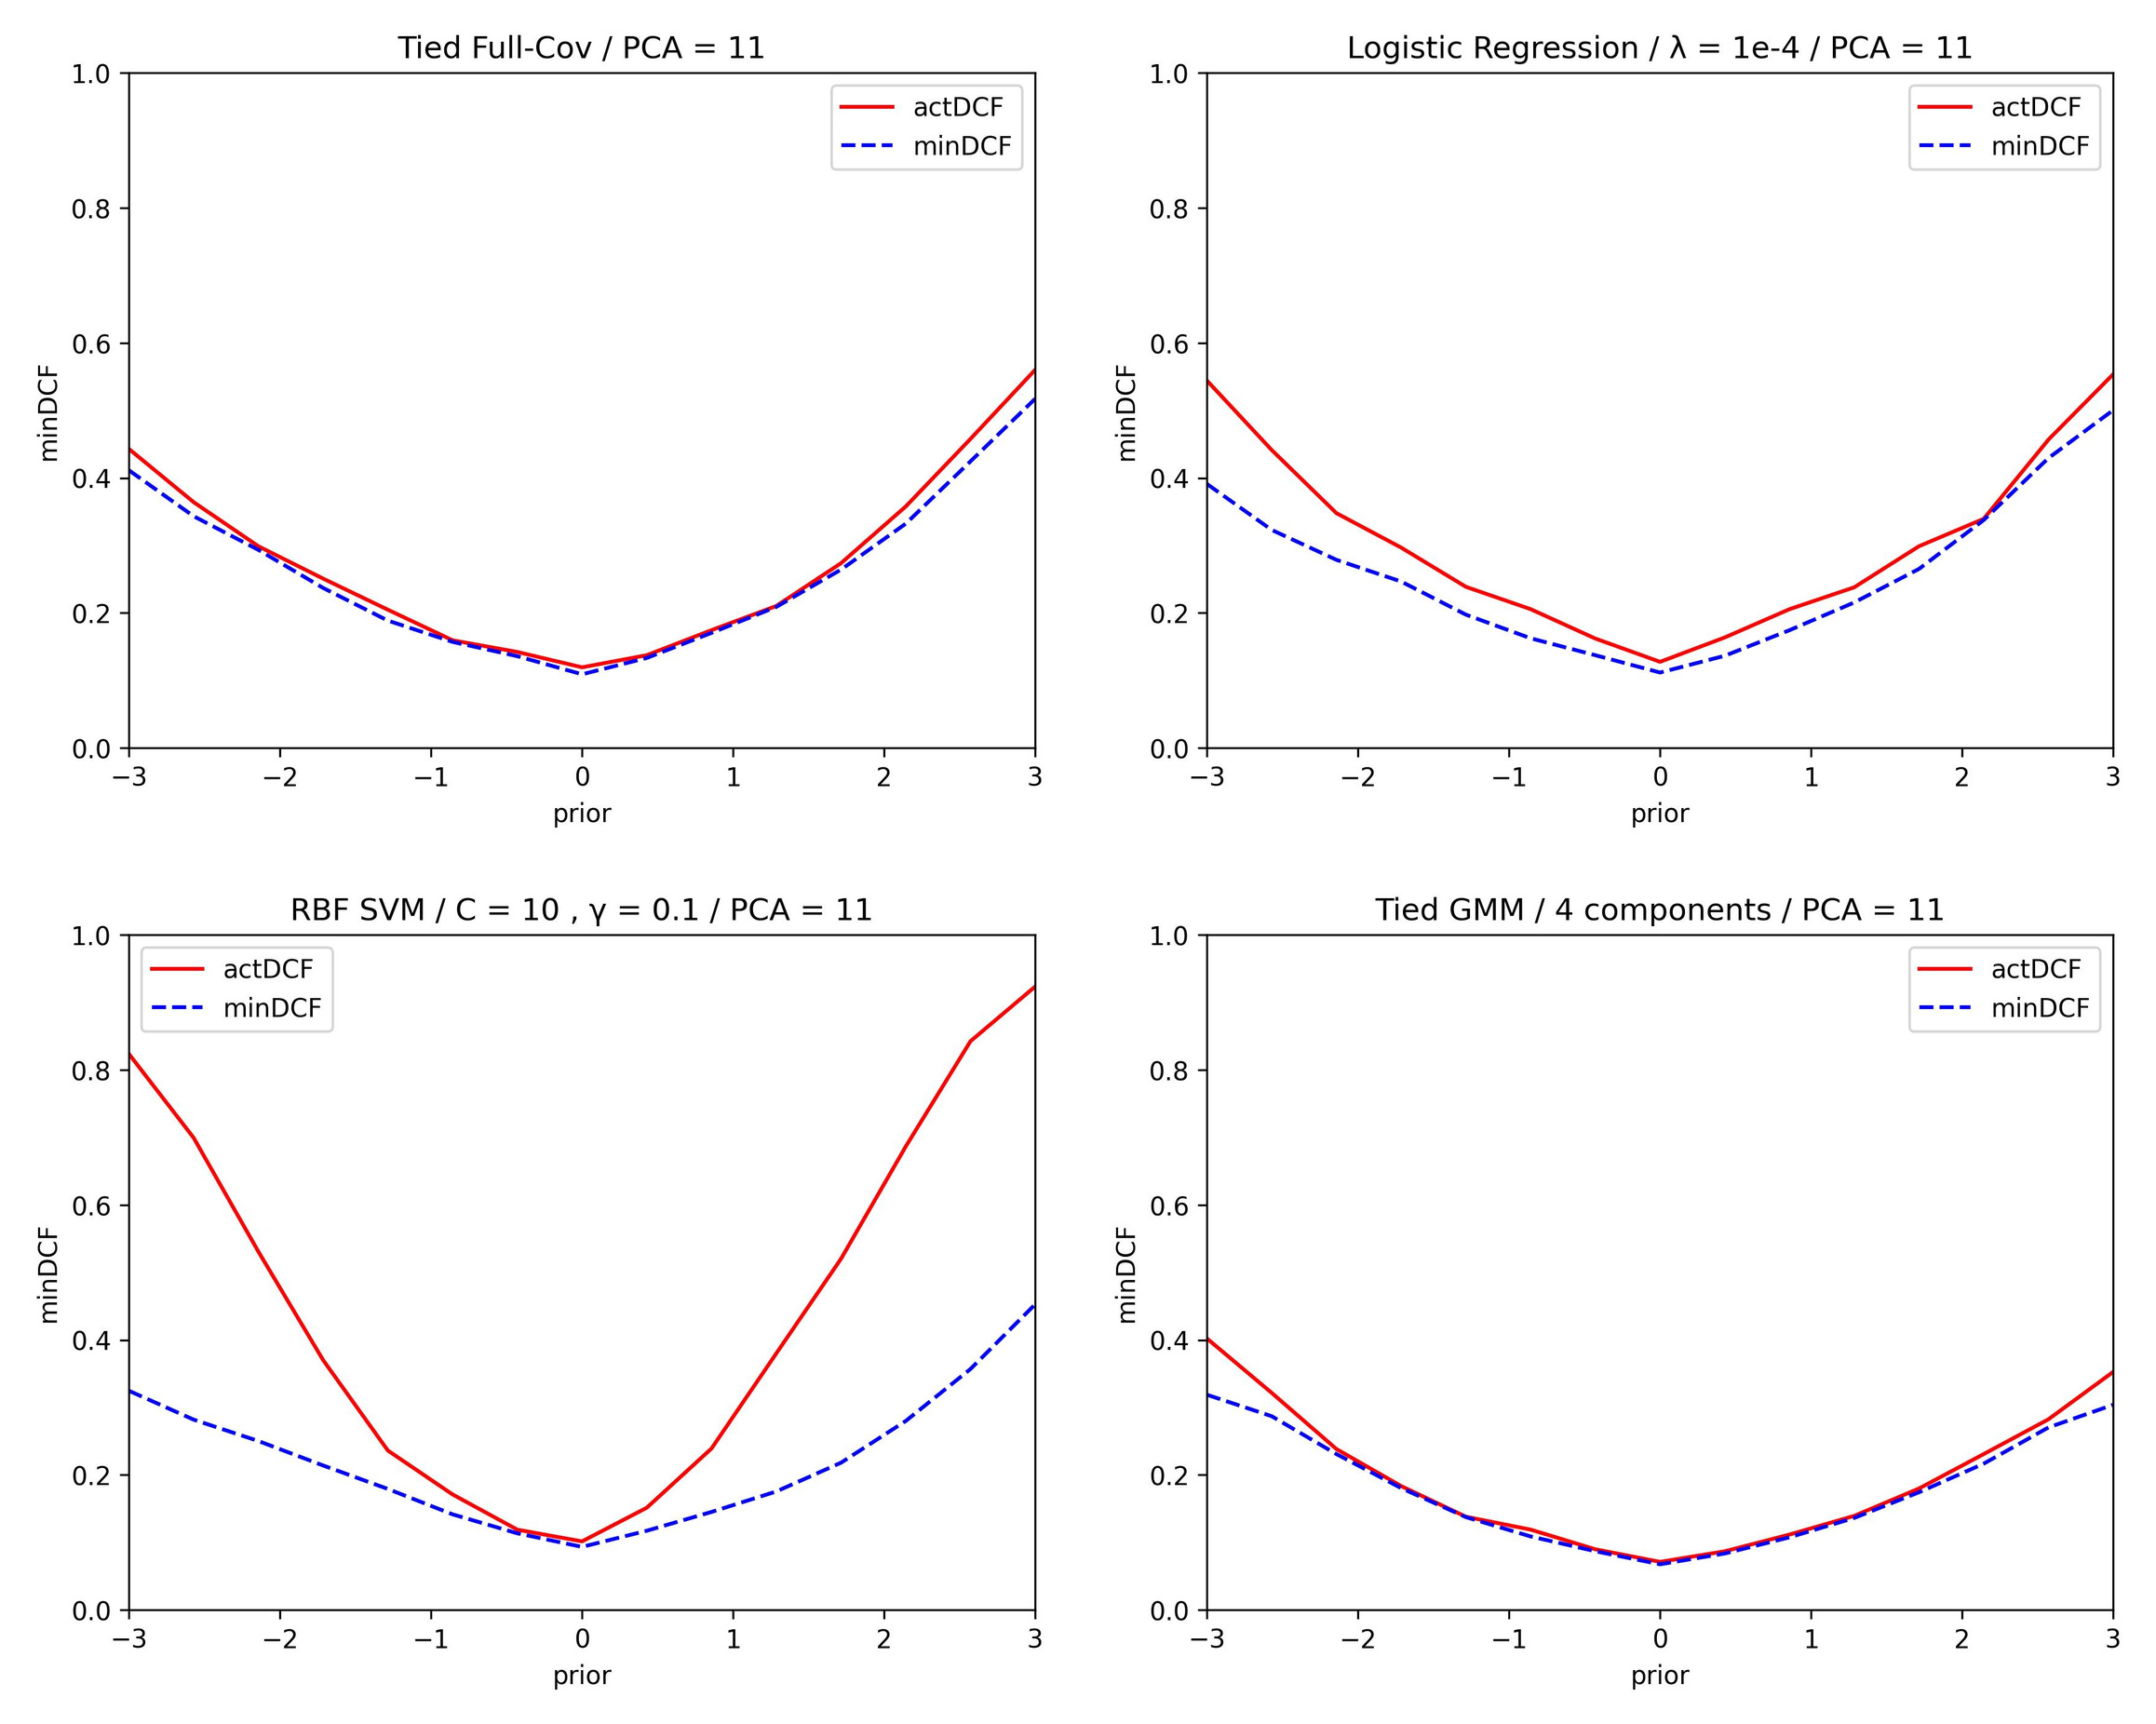 Tied Full-Cov / PCA = 11
1.0
0.8
0.6
0.4
0.2
0.0
minDCF
actDCF
minDCF
−3
−2
−1
0
1
2
3
prior
Logistic Regression / λ = 1e-4 / PCA = 11
1.0
0.8
0.6
0.4
0.2
0.0
minDCF
actDCF
minDCF
−3
−2
−1
0
1
2
3
prior
RBF SVM / C = 10 , γ = 0.1 / PCA = 11
1.0
0.8
0.6
0.4
0.2
0.0
minDCF
actDCF
minDCF
−3
−2
−1
0
1
2
3
prior
Tied GMM / 4 components / PCA = 11
1.0
0.8
0.6
0.4
0.2
0.0
minDCF
actDCF
minDCF
−3
−2
−1
0
1
2
3
prior